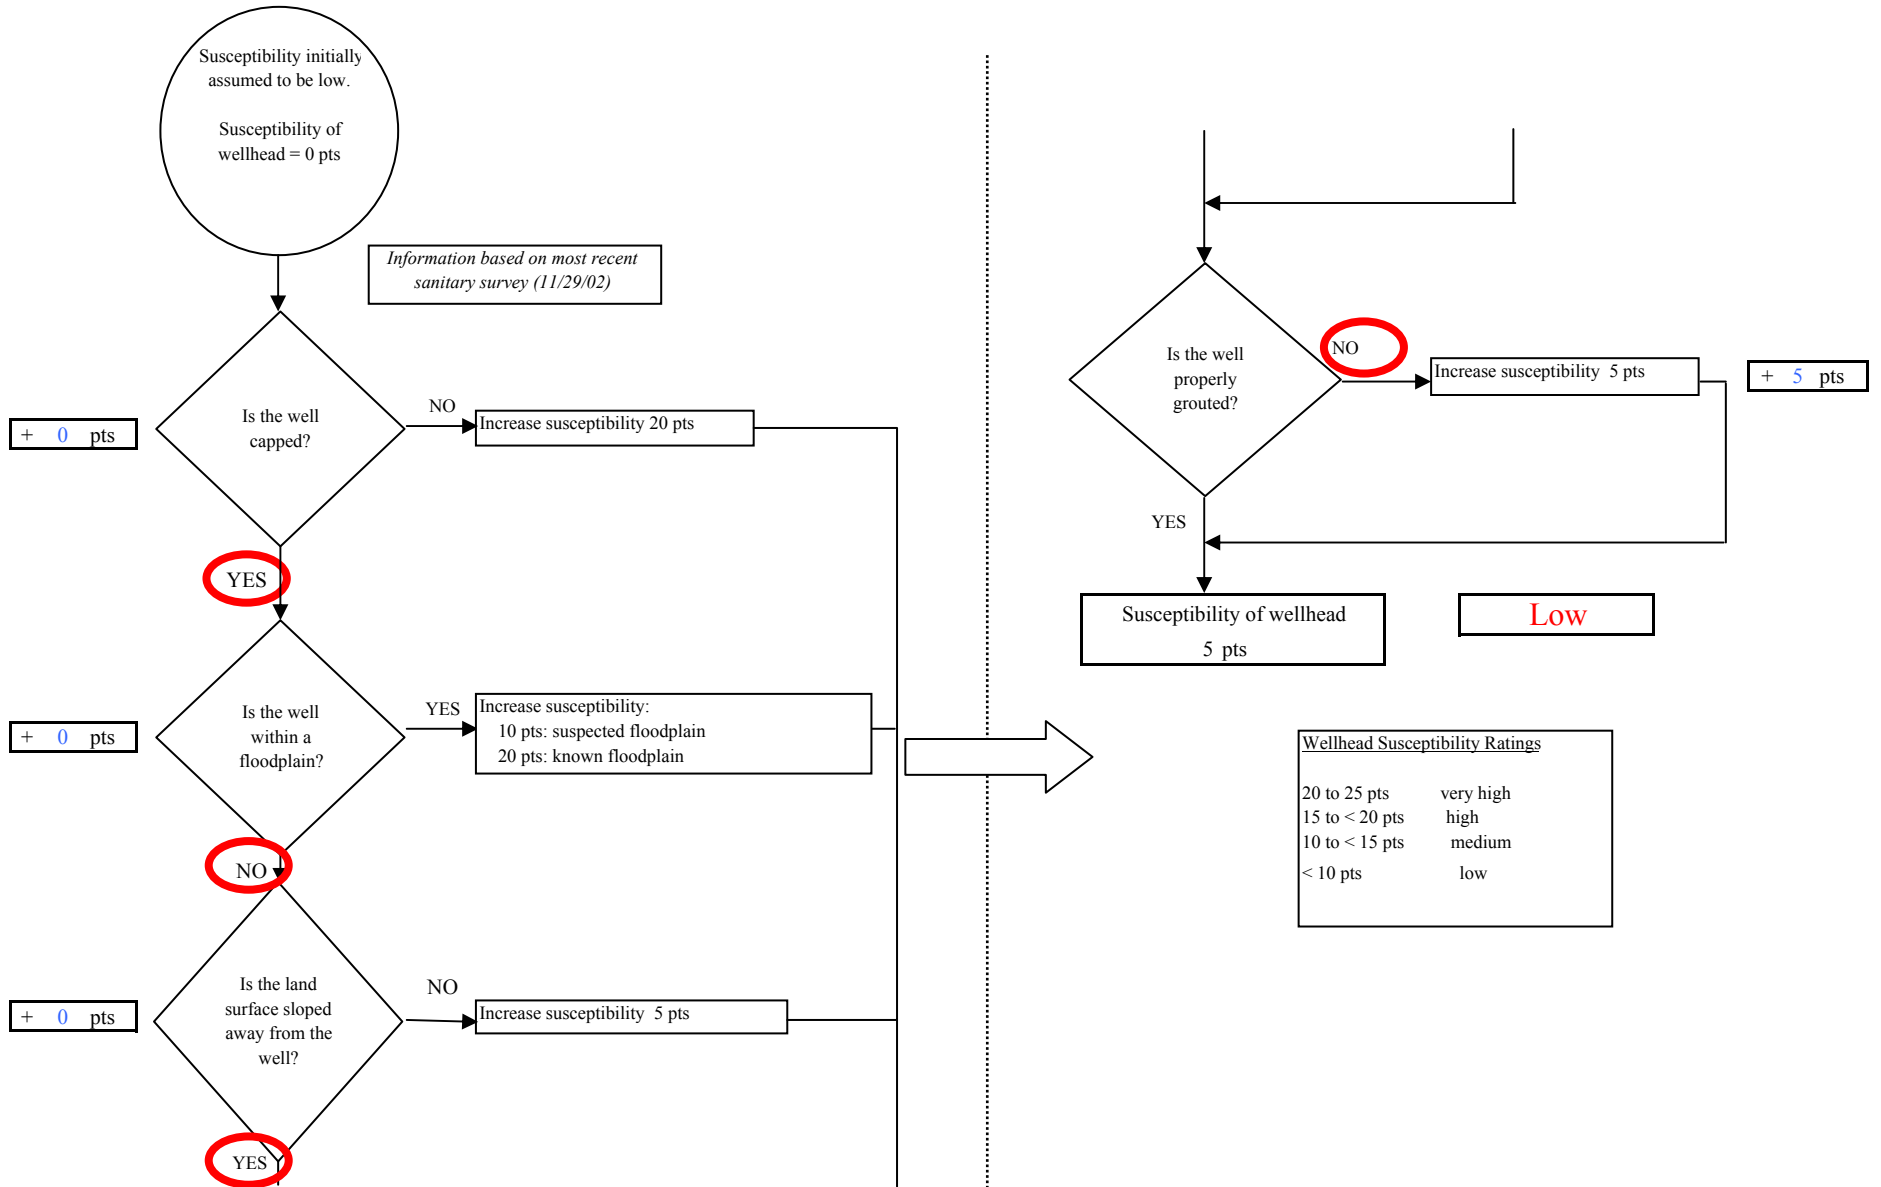 Susceptibility initially
assumed to be low.
Susceptibility of
wellhead = 0 pts
Information based on most recent
sanitary survey (11/29/02)
Is the well
capped?
NO
Increase susceptibility 20 pts
+ 0 pts
YES
Is the well
within a
floodplain?
YES
Increase susceptibility:
10 pts: suspected floodplain
20 pts: known floodplain
+ 0 pts
NO
Is the land
surface sloped
away from the
well?
NO
Increase susceptibility 5 pts
+ 0 pts
YES
Is the well
properly
grouted?
NO
Increase susceptibility 5 pts
+ 5 pts
YES
Susceptibility of wellhead
5 pts
Low
Wellhead Susceptibility Ratings
20 to 25 pts very high
15 to < 20 pts high
10 to < 15 pts medium
< 10 pts low